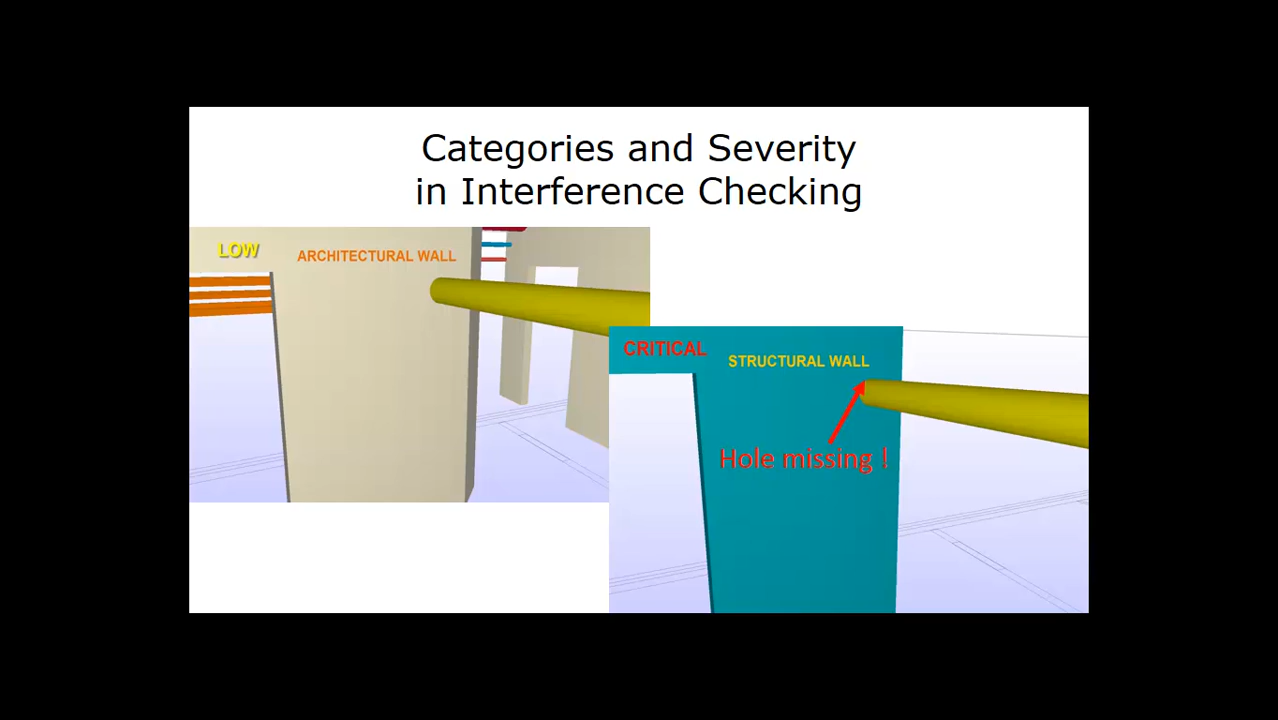 Categories and Severity
in Interference Checking
LOW
ARCHITECTURAL WALL
CRITICAL
STRUCTURAL WALL
Hole missing !